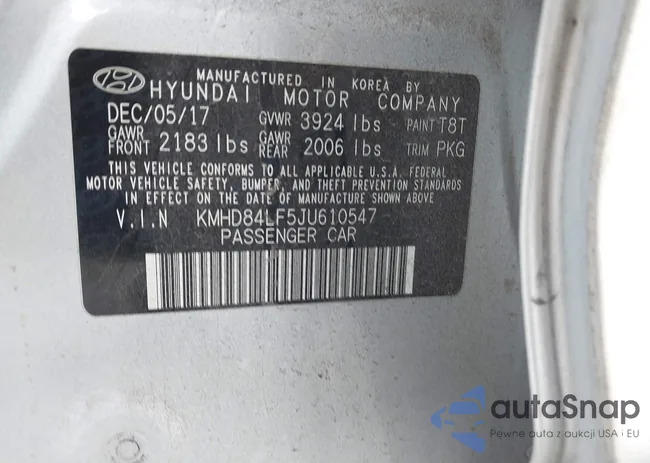 MANUFACTURED IN KOREA BY
HYUNDAI MOTOR COMPANY
DEC/05/17 GVWR 3924 lbs PAINT T8T
GAWR FRONT 2183 lbs GAWR REAR 2006 lbs TRIM PKG
THIS VEHICLE CONFORMS TO ALL APPLICABLE U.S.A. FEDERAL
MOTOR VEHICLE SAFETY, BUMPER, AND THEFT PREVENTION STANDARDS
IN EFFECT ON THE DATE OF MANUFACTURE SHOWN ABOVE
V.I.N KMHD84LF5JU610547
PASSENGER CAR
autaSnap
Pewne auta z aukcji USA i EU